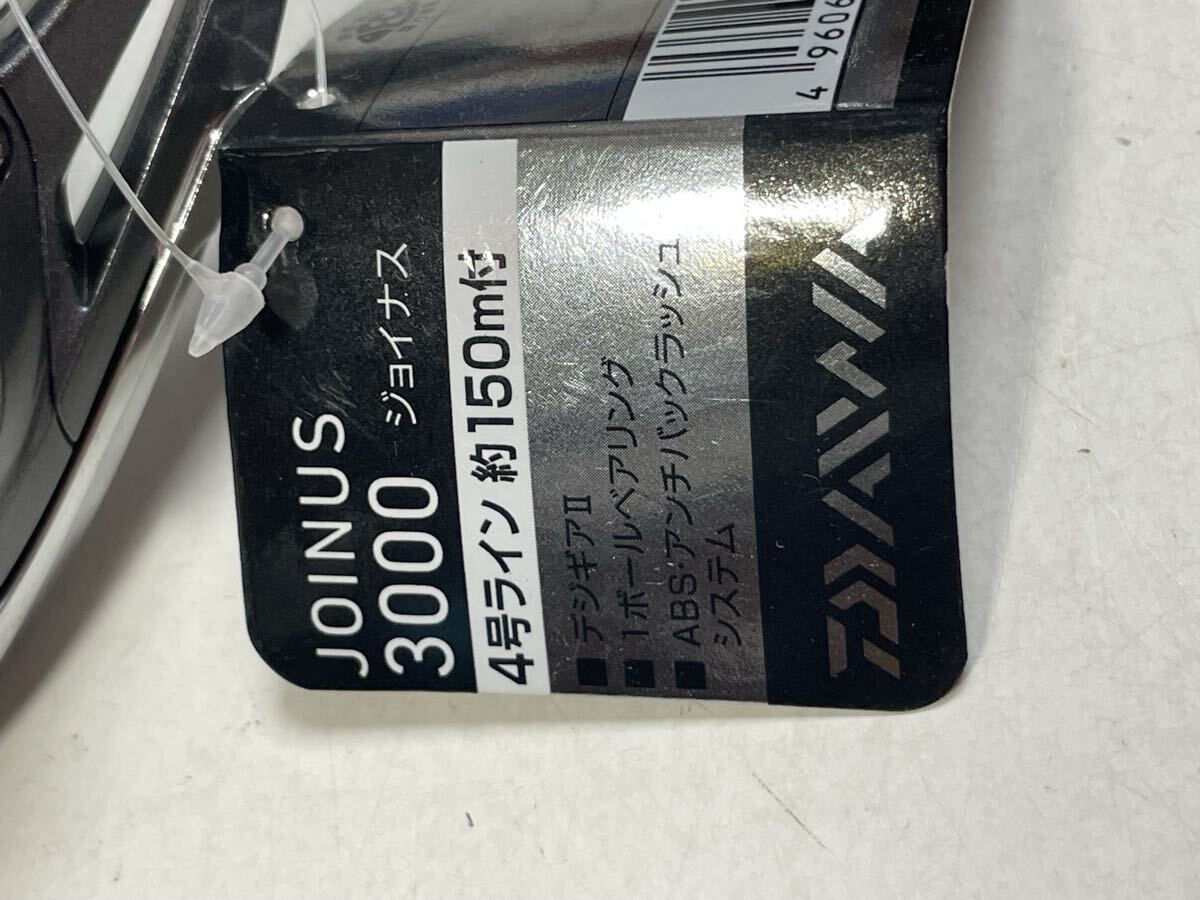 JOINUS
3000 ジョイナス
4号ライン 約150m付
■デジギアII
■1ボールベアリング
■ABS・アンチバックラッシュ
システム
DAIWA
4 9606